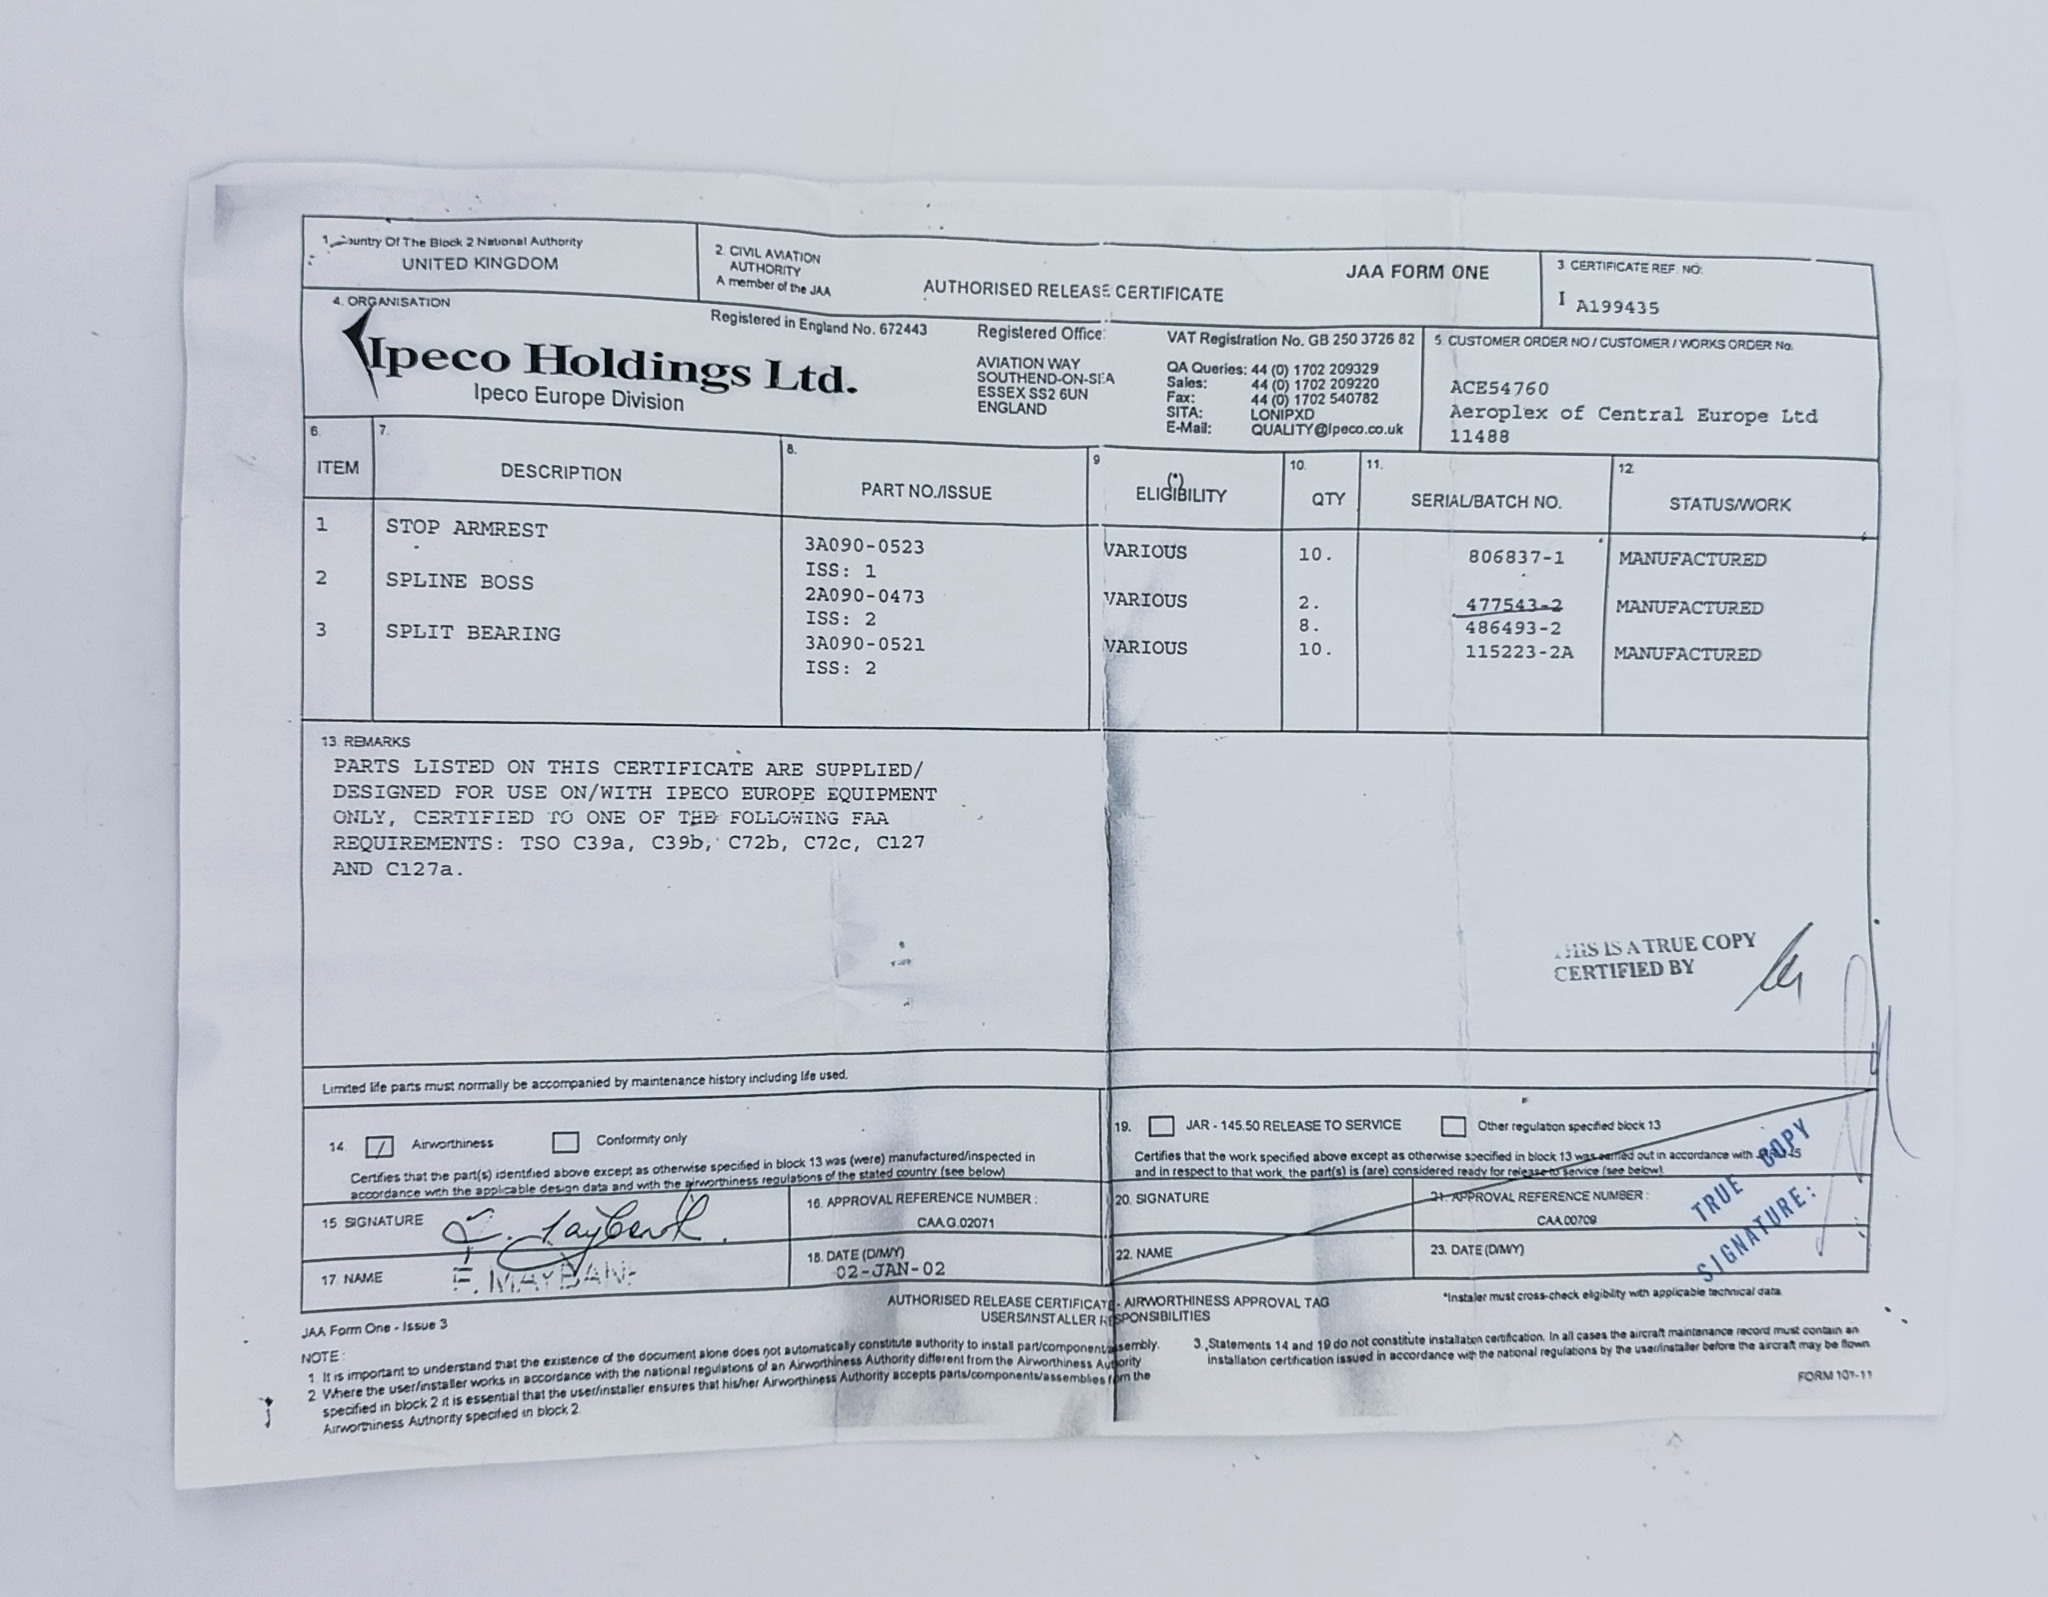 1. Country Of The Block 2 National Authority
UNITED KINGDOM
2. CIVIL AVIATION
AUTHORITY
A member of the JAA
AUTHORISED RELEASE CERTIFICATE
JAA FORM ONE
3. CERTIFICATE REF. NO:
I A199435
4. ORGANISATION
Ipeco Holdings Ltd.
Ipeco Europe Division
Registered in England No. 672443
Registered Office:
AVIATION WAY
SOUTHEND-ON-SEA
ESSEX SS2 6UN
ENGLAND
VAT Registration No. GB 250 3726 82
QA Queries: 44 (0) 1702 209329
Sales: 44 (0) 1702 209220
Fax: 44 (0) 1702 540782
SITA: LONIPXD
E-Mail: QUALITY@Ipeco.co.uk
5. CUSTOMER ORDER NO / CUSTOMER / WORKS ORDER No.
ACE54760
Aeroplex of Central Europe Ltd
11488
6. ITEM
7. DESCRIPTION
8. PART NO./ISSUE
9 (*) ELIGIBILITY
10. QTY
11. SERIAL/BATCH NO.
12. STATUS/WORK
1 STOP ARMREST 3A090-0523 VARIOUS 10. 806837-1 MANUFACTURED
ISS: 1
2 SPLINE BOSS 2A090-0473 VARIOUS 2. 477543-2 MANUFACTURED
ISS: 2 8. 486493-2
3 SPLIT BEARING 3A090-0521 VARIOUS 10. 115223-2A MANUFACTURED
ISS: 2
13. REMARKS
PARTS LISTED ON THIS CERTIFICATE ARE SUPPLIED/
DESIGNED FOR USE ON/WITH IPECO EUROPE EQUIPMENT
ONLY, CERTIFIED TO ONE OF THE FOLLOWING FAA
REQUIREMENTS: TSO C39a, C39b, C72b, C72c, C127
AND C127a.
THIS IS A TRUE COPY
CERTIFIED BY
Limited life parts must normally be accompanied by maintenance history including life used.
14. Airworthiness Conformity only
Certifies that the part(s) identified above except as otherwise specified in block 13 was (were) manufactured/inspected in
accordance with the applicable design data and with the airworthiness regulations of the stated country (see below)
19. JAR - 145.50 RELEASE TO SERVICE Other regulation specified block 13
Certifies that the work specified above except as otherwise specified in block 13 was carried out in accordance with
and in respect to that work, the part(s) is (are) considered ready for release to service (see below)
15. SIGNATURE
16. APPROVAL REFERENCE NUMBER :
CAA.G.02071
17. NAME
18. DATE (D/M/Y)
02-JAN-02
20. SIGNATURE
21. APPROVAL REFERENCE NUMBER :
CAA.00709
22. NAME
23. DATE (D/M/Y)
TRUE COPY
SIGNATURE:
JAA Form One - Issue 3
AUTHORISED RELEASE CERTIFICATE - AIRWORTHINESS APPROVAL TAG
USERS/INSTALLER RESPONSIBILITIES
*Installer must cross-check eligibility with applicable technical data
NOTE :
1. It is important to understand that the existence of the document alone does not automatically constitute authority to install part/component/assembly.
2. Where the user/installer works in accordance with the national regulations of an Airworthiness Authority different from the Airworthiness Authority
specified in block 2 it is essential that the user/installer ensures that his/her Airworthiness Authority accepts parts/components/assemblies from the
Airworthiness Authority specified in block 2.
3. Statements 14 and 19 do not constitute installation certification. In all cases the aircraft maintenance record must contain an
installation certification issued in accordance with the national regulations by the user/installer before the aircraft may be flown